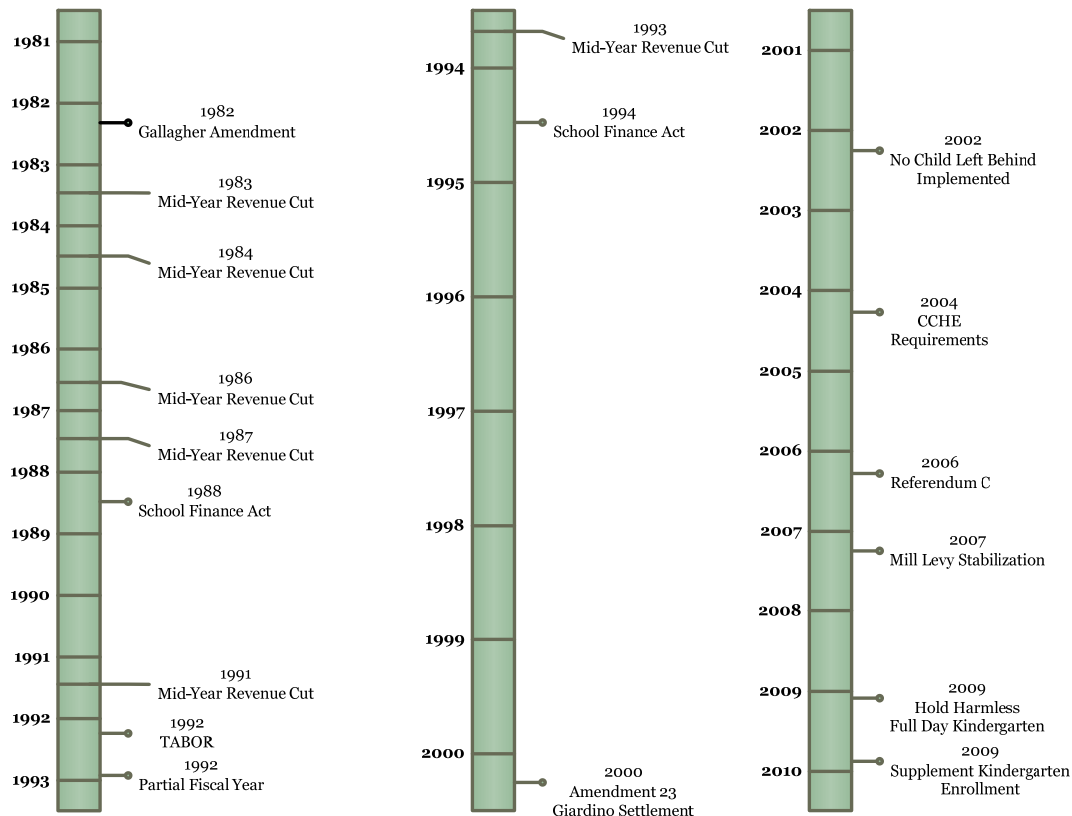 1981
1982
1982
Gallagher Amendment
1983
1983
Mid-Year Revenue Cut
1984
1984
Mid-Year Revenue Cut
1985
1986
1986
Mid-Year Revenue Cut
1987
1987
Mid-Year Revenue Cut
1988
1988
School Finance Act
1989
1990
1991
1991
Mid-Year Revenue Cut
1992
1992
TABOR
1992
Partial Fiscal Year
1993
1993
Mid-Year Revenue Cut
1994
1994
School Finance Act
1995
1996
1997
1998
1999
2000
2000
Amendment 23
Giardino Settlement
2001
2002
2002
No Child Left Behind
Implemented
2003
2004
2004
CCHE
Requirements
2005
2006
2006
Referendum C
2007
2007
Mill Levy Stabilization
2008
2009
2009
Hold Harmless
Full Day Kindergarten
2009
Supplement Kindergarten
Enrollment
2010